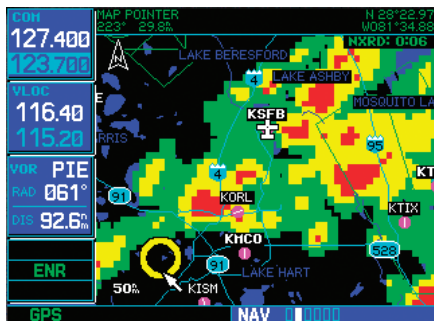 COM
127.400
123.700
VLOC
116.40
115.20
VOR PIE
RAD 061°
DIS 92.6nm
ENR
GPS
MAP POINTER
223° 29.8nm
N 28°22.97
W081°34.88
NXRD: 0:06
LAKE BERESFORD
4
LAKE ASHBY
KSFB
MOSQUITO LA
E
RRIS
95
4
91
KORL
KT
KTIX
KMCO
528
91
LAKE HART
50nm
KISM
NAV